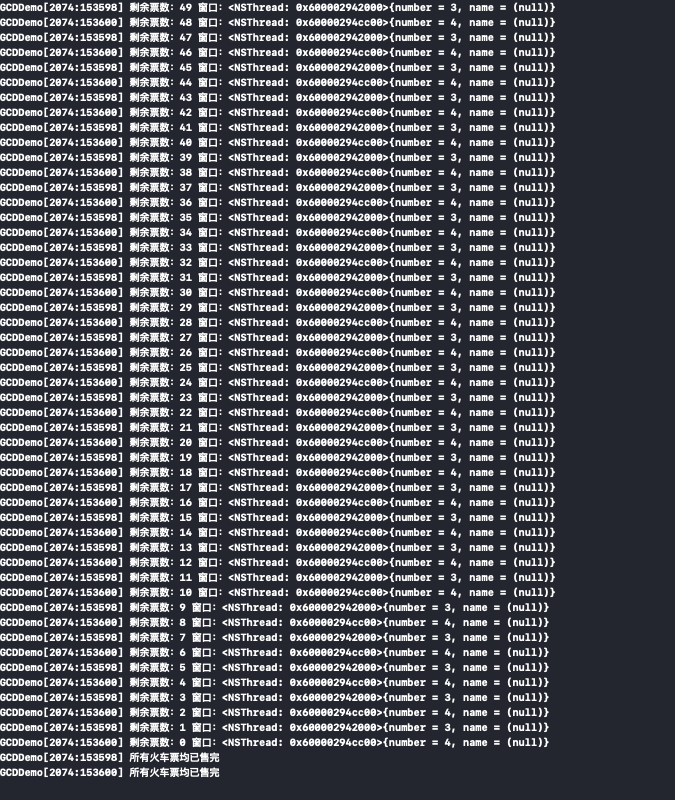 GCDDemo[2074:153598] 剩余票数: 49 窗口: <NSThread: 0x600002942000>{number = 3, name = (null)}
GCDDemo[2074:153600] 剩余票数: 48 窗口: <NSThread: 0x60000294cc00>{number = 4, name = (null)}
GCDDemo[2074:153598] 剩余票数: 47 窗口: <NSThread: 0x600002942000>{number = 3, name = (null)}
GCDDemo[2074:153600] 剩余票数: 46 窗口: <NSThread: 0x60000294cc00>{number = 4, name = (null)}
GCDDemo[2074:153598] 剩余票数: 45 窗口: <NSThread: 0x600002942000>{number = 3, name = (null)}
GCDDemo[2074:153600] 剩余票数: 44 窗口: <NSThread: 0x60000294cc00>{number = 4, name = (null)}
GCDDemo[2074:153598] 剩余票数: 43 窗口: <NSThread: 0x600002942000>{number = 3, name = (null)}
GCDDemo[2074:153600] 剩余票数: 42 窗口: <NSThread: 0x60000294cc00>{number = 4, name = (null)}
GCDDemo[2074:153598] 剩余票数: 41 窗口: <NSThread: 0x600002942000>{number = 3, name = (null)}
GCDDemo[2074:153600] 剩余票数: 40 窗口: <NSThread: 0x60000294cc00>{number = 4, name = (null)}
GCDDemo[2074:153598] 剩余票数: 39 窗口: <NSThread: 0x600002942000>{number = 3, name = (null)}
GCDDemo[2074:153600] 剩余票数: 38 窗口: <NSThread: 0x60000294cc00>{number = 4, name = (null)}
GCDDemo[2074:153598] 剩余票数: 37 窗口: <NSThread: 0x600002942000>{number = 3, name = (null)}
GCDDemo[2074:153600] 剩余票数: 36 窗口: <NSThread: 0x60000294cc00>{number = 4, name = (null)}
GCDDemo[2074:153598] 剩余票数: 35 窗口: <NSThread: 0x600002942000>{number = 3, name = (null)}
GCDDemo[2074:153600] 剩余票数: 34 窗口: <NSThread: 0x60000294cc00>{number = 4, name = (null)}
GCDDemo[2074:153598] 剩余票数: 33 窗口: <NSThread: 0x600002942000>{number = 3, name = (null)}
GCDDemo[2074:153600] 剩余票数: 32 窗口: <NSThread: 0x60000294cc00>{number = 4, name = (null)}
GCDDemo[2074:153598] 剩余票数: 31 窗口: <NSThread: 0x600002942000>{number = 3, name = (null)}
GCDDemo[2074:153600] 剩余票数: 30 窗口: <NSThread: 0x60000294cc00>{number = 4, name = (null)}
GCDDemo[2074:153598] 剩余票数: 29 窗口: <NSThread: 0x600002942000>{number = 3, name = (null)}
GCDDemo[2074:153600] 剩余票数: 28 窗口: <NSThread: 0x60000294cc00>{number = 4, name = (null)}
GCDDemo[2074:153598] 剩余票数: 27 窗口: <NSThread: 0x600002942000>{number = 3, name = (null)}
GCDDemo[2074:153600] 剩余票数: 26 窗口: <NSThread: 0x60000294cc00>{number = 4, name = (null)}
GCDDemo[2074:153598] 剩余票数: 25 窗口: <NSThread: 0x600002942000>{number = 3, name = (null)}
GCDDemo[2074:153600] 剩余票数: 24 窗口: <NSThread: 0x60000294cc00>{number = 4, name = (null)}
GCDDemo[2074:153598] 剩余票数: 23 窗口: <NSThread: 0x600002942000>{number = 3, name = (null)}
GCDDemo[2074:153600] 剩余票数: 22 窗口: <NSThread: 0x60000294cc00>{number = 4, name = (null)}
GCDDemo[2074:153598] 剩余票数: 21 窗口: <NSThread: 0x600002942000>{number = 3, name = (null)}
GCDDemo[2074:153600] 剩余票数: 20 窗口: <NSThread: 0x60000294cc00>{number = 4, name = (null)}
GCDDemo[2074:153598] 剩余票数: 19 窗口: <NSThread: 0x600002942000>{number = 3, name = (null)}
GCDDemo[2074:153600] 剩余票数: 18 窗口: <NSThread: 0x60000294cc00>{number = 4, name = (null)}
GCDDemo[2074:153598] 剩余票数: 17 窗口: <NSThread: 0x600002942000>{number = 3, name = (null)}
GCDDemo[2074:153600] 剩余票数: 16 窗口: <NSThread: 0x60000294cc00>{number = 4, name = (null)}
GCDDemo[2074:153598] 剩余票数: 15 窗口: <NSThread: 0x600002942000>{number = 3, name = (null)}
GCDDemo[2074:153600] 剩余票数: 14 窗口: <NSThread: 0x60000294cc00>{number = 4, name = (null)}
GCDDemo[2074:153598] 剩余票数: 13 窗口: <NSThread: 0x600002942000>{number = 3, name = (null)}
GCDDemo[2074:153600] 剩余票数: 12 窗口: <NSThread: 0x60000294cc00>{number = 4, name = (null)}
GCDDemo[2074:153598] 剩余票数: 11 窗口: <NSThread: 0x600002942000>{number = 3, name = (null)}
GCDDemo[2074:153600] 剩余票数: 10 窗口: <NSThread: 0x60000294cc00>{number = 4, name = (null)}
GCDDemo[2074:153598] 剩余票数: 9 窗口: <NSThread: 0x600002942000>{number = 3, name = (null)}
GCDDemo[2074:153600] 剩余票数: 8 窗口: <NSThread: 0x60000294cc00>{number = 4, name = (null)}
GCDDemo[2074:153598] 剩余票数: 7 窗口: <NSThread: 0x600002942000>{number = 3, name = (null)}
GCDDemo[2074:153600] 剩余票数: 6 窗口: <NSThread: 0x60000294cc00>{number = 4, name = (null)}
GCDDemo[2074:153598] 剩余票数: 5 窗口: <NSThread: 0x600002942000>{number = 3, name = (null)}
GCDDemo[2074:153600] 剩余票数: 4 窗口: <NSThread: 0x60000294cc00>{number = 4, name = (null)}
GCDDemo[2074:153598] 剩余票数: 3 窗口: <NSThread: 0x600002942000>{number = 3, name = (null)}
GCDDemo[2074:153600] 剩余票数: 2 窗口: <NSThread: 0x60000294cc00>{number = 4, name = (null)}
GCDDemo[2074:153598] 剩余票数: 1 窗口: <NSThread: 0x600002942000>{number = 3, name = (null)}
GCDDemo[2074:153600] 剩余票数: 0 窗口: <NSThread: 0x60000294cc00>{number = 4, name = (null)}
GCDDemo[2074:153598] 所有火车票均已售完
GCDDemo[2074:153600] 所有火车票均已售完